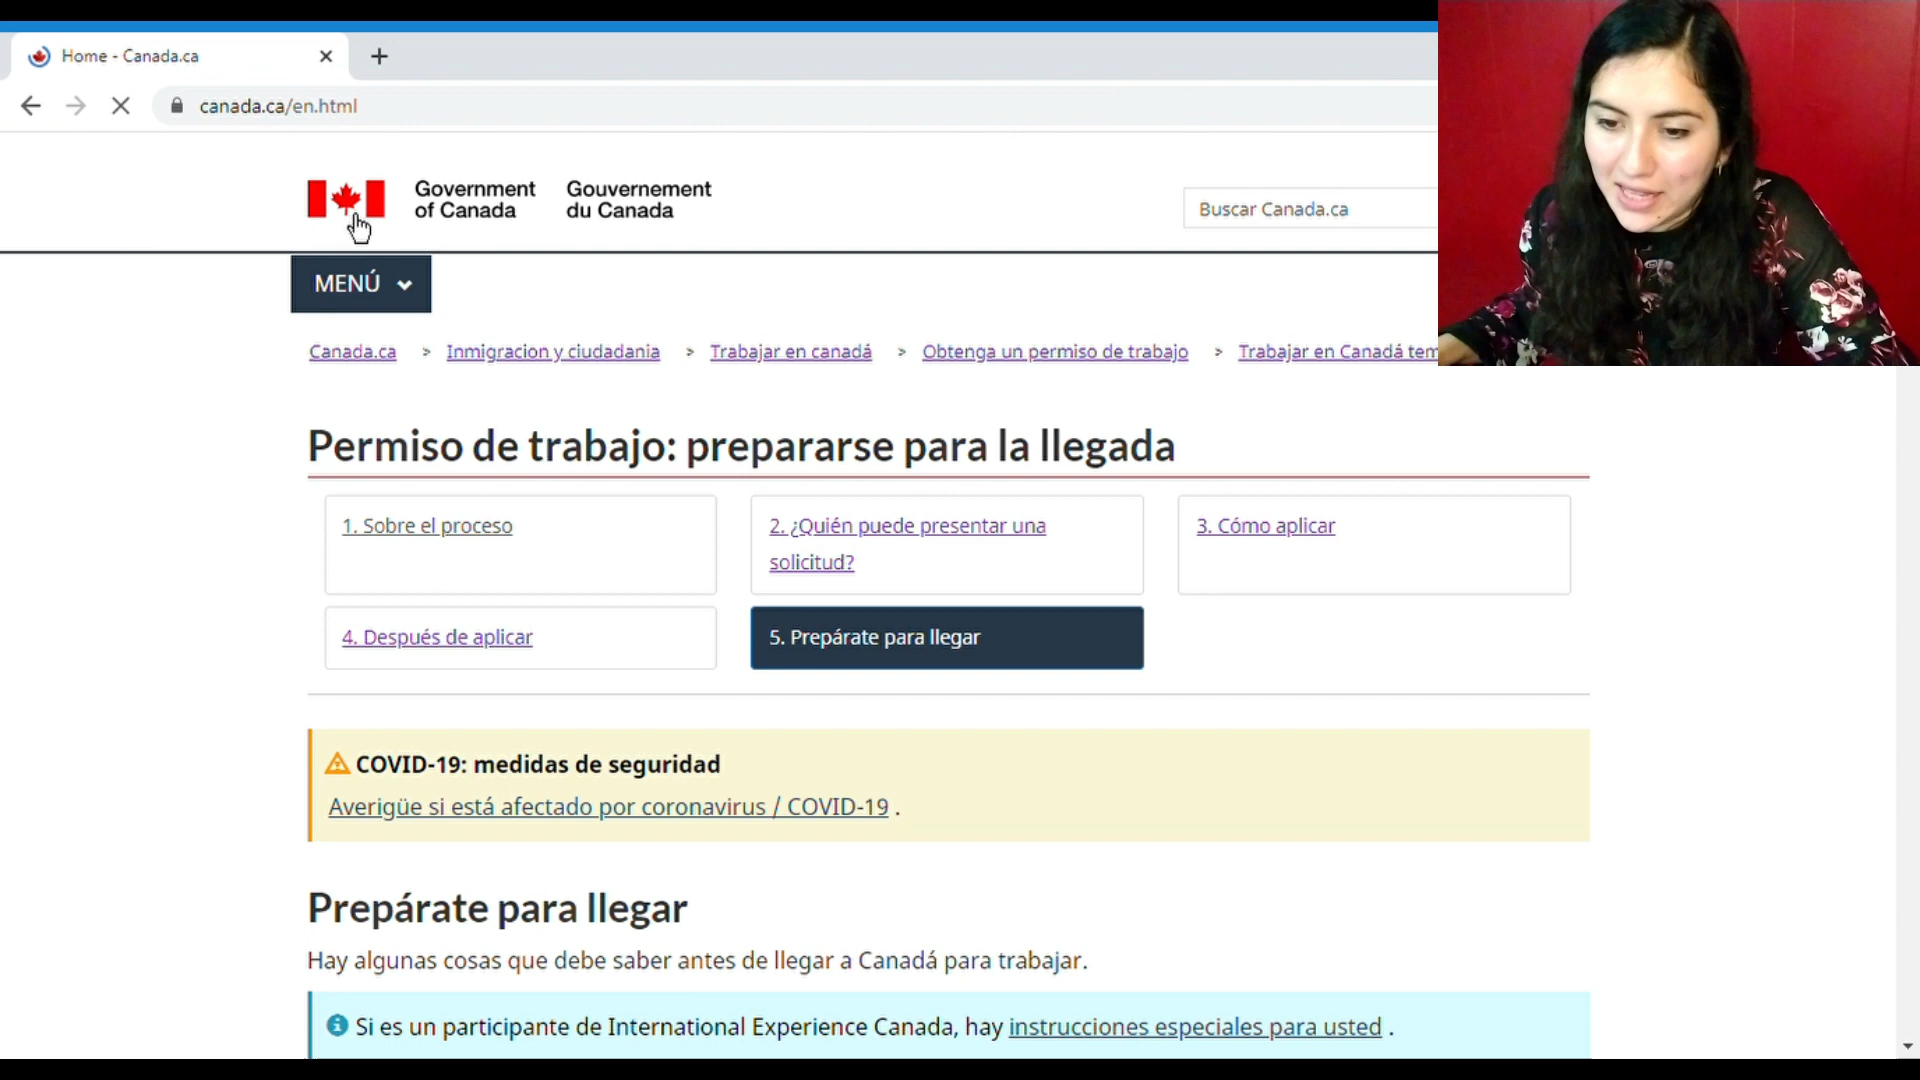 Home - Canada.ca
canada.ca/en.html
Government Gouvernement
of Canada du Canada
Buscar Canada.ca
MENÚ
Canada.ca > Inmigracion y ciudadania > Trabajar en canadá > Obtenga un permiso de trabajo > Trabajar en Canadá tem
Permiso de trabajo: prepararse para la llegada
1. Sobre el proceso
2. ¿Quién puede presentar una
solicitud?
3. Cómo aplicar
4. Después de aplicar
5. Prepárate para llegar
COVID-19: medidas de seguridad
Averigüe si está afectado por coronavirus / COVID-19 .
Prepárate para llegar
Hay algunas cosas que debe saber antes de llegar a Canadá para trabajar.
Si es un participante de International Experience Canada, hay instrucciones especiales para usted .